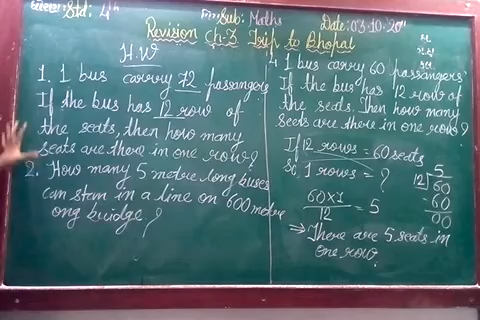 Std: 4th
Sub: Maths
Date: 03-10-20
Revision Ch-3 Trip to Bhopal
H.W
1. 1 bus carry 72 passangers
If the bus has 12 row of
the seats, then how many
seats are there in one row?
2. How many 5 metre long buses
can stan in a line on 600 metre
ong bridge?
1 bus carry 60 passangers
If the bus has 12 row of
the seats. Then how many
seats are there in one row?
If 12 rows = 60 seats
So, 1 rows = ?
60×1/12 = 5
5
12)60
- 60
00
⇒ There are 5 seats in
one row.